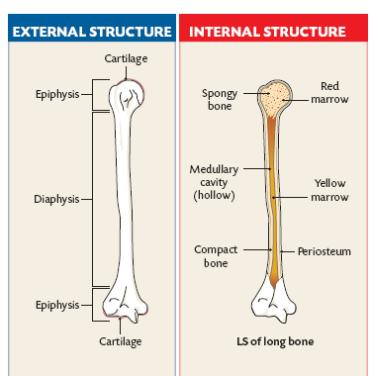 EXTERNAL STRUCTURE
Cartilage
Epiphysis
Diaphysis
Epiphysis
Cartilage
INTERNAL STRUCTURE
Spongy
bone
Red
marrow
Medullary
cavity
(hollow)
Yellow
marrow
Compact
bone
Periosteum
LS of long bone